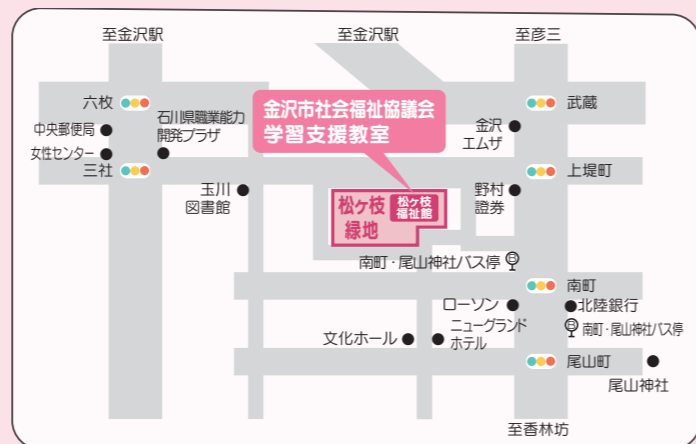 至金沢駅
至金沢駅
至彦三
六枚
武蔵
中央郵便局
石川県職業能力
開発プラザ
金沢市社会福祉協議会
学習支援教室
金沢
エムザ
女性センター
三社
上堤町
玉川
図書館
松ヶ枝
緑地
松ヶ枝
福祉館
野村
證券
南町・尾山神社バス停
南町
ローソン
北陸銀行
文化ホール
ニューグランド
ホテル
南町・尾山神社バス停
尾山町
尾山神社
至香林坊